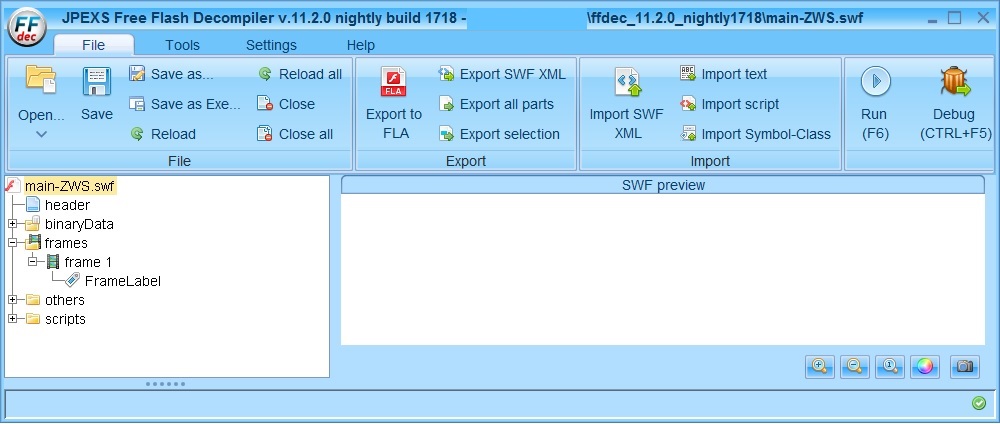 JPEXS Free Flash Decompiler v.11.2.0 nightly build 1718 - \ffdec_11.2.0_nightly1718\main-ZWS.swf
FF
dec
File Tools Settings Help
Open...
Save
Save as...
Save as Exe...
Reload
Reload all
Close
Close all
File
FLA
Export to
FLA
Export SWF XML
Export all parts
Export selection
Export
Import SWF
XML
ABC
Import text
Import script
Import Symbol-Class
Import
Run
(F6)
Debug
(CTRL+F5)
main-ZWS.swf
header
binaryData
frames
frame 1
FrameLabel
others
scripts
SWF preview